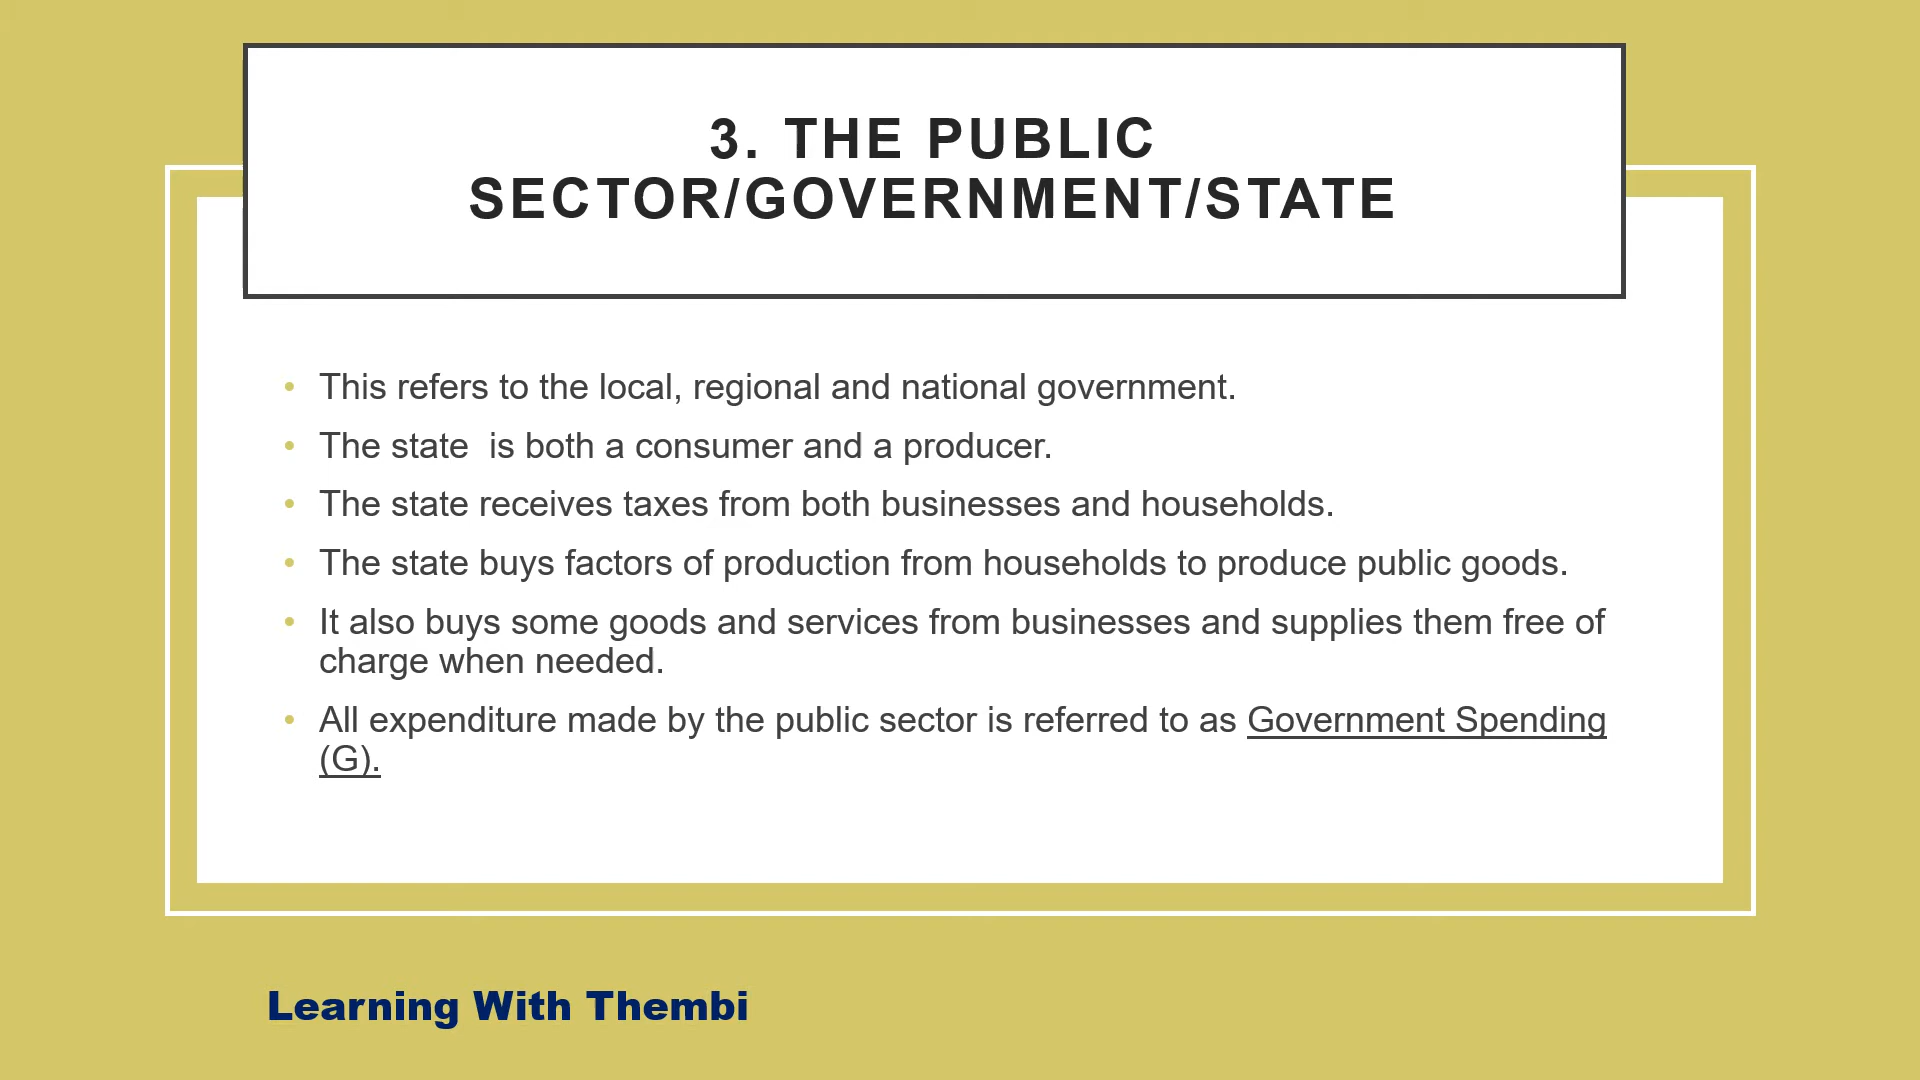 3. THE PUBLIC
SECTOR/GOVERNMENT/STATE
• This refers to the local, regional and national government.
• The state  is both a consumer and a producer.
• The state receives taxes from both businesses and households.
• The state buys factors of production from households to produce public goods.
• It also buys some goods and services from businesses and supplies them free of
charge when needed.
• All expenditure made by the public sector is referred to as Government Spending
(G).
Learning With Thembi